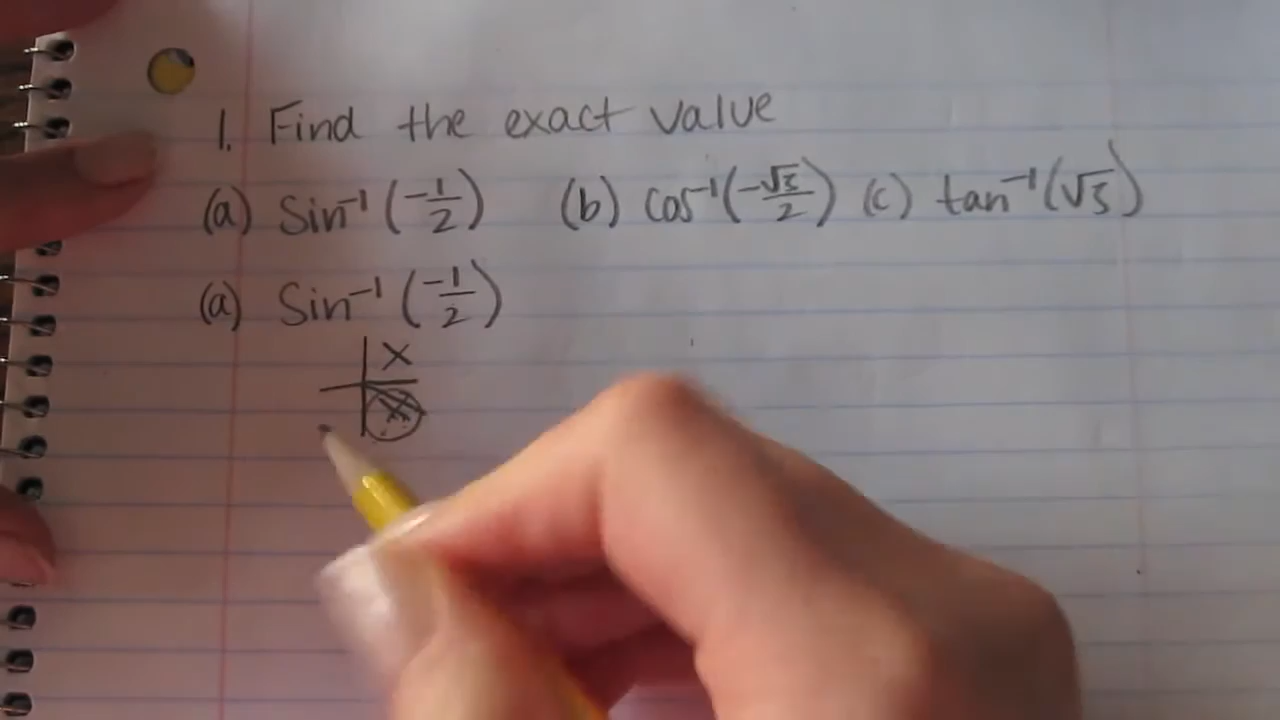 1. Find the exact value
(a) Sin⁻¹(-1/2) (b) cos⁻¹(-√3/2) (c) tan⁻¹(√3)
(a) Sin⁻¹(-1/2)
X
X